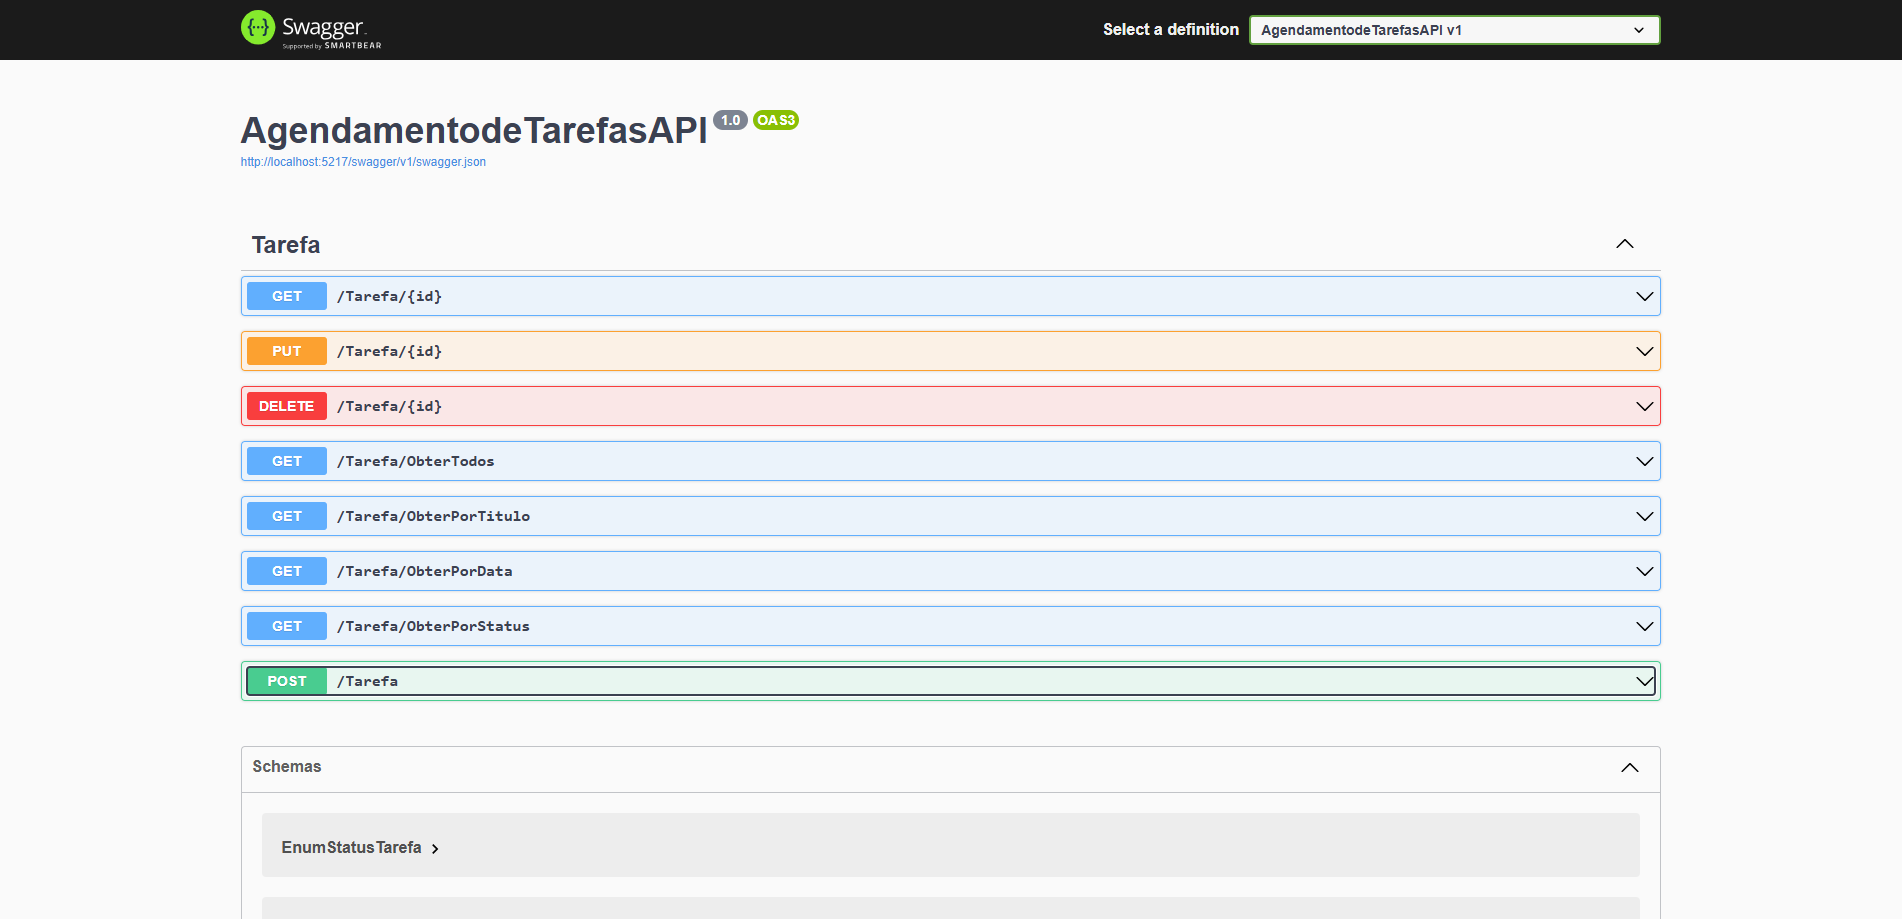 Swagger
Supported by SMARTBEAR
Select a definition
AgendamentodeTarefasAPI v1
AgendamentodeTarefasAPI 1.0 OAS3
http://localhost:5217/swagger/v1/swagger.json
Tarefa
GET /Tarefa/{id}
PUT /Tarefa/{id}
DELETE /Tarefa/{id}
GET /Tarefa/ObterTodos
GET /Tarefa/ObterPorTitulo
GET /Tarefa/ObterPorData
GET /Tarefa/ObterPorStatus
POST /Tarefa
Schemas
EnumStatusTarefa